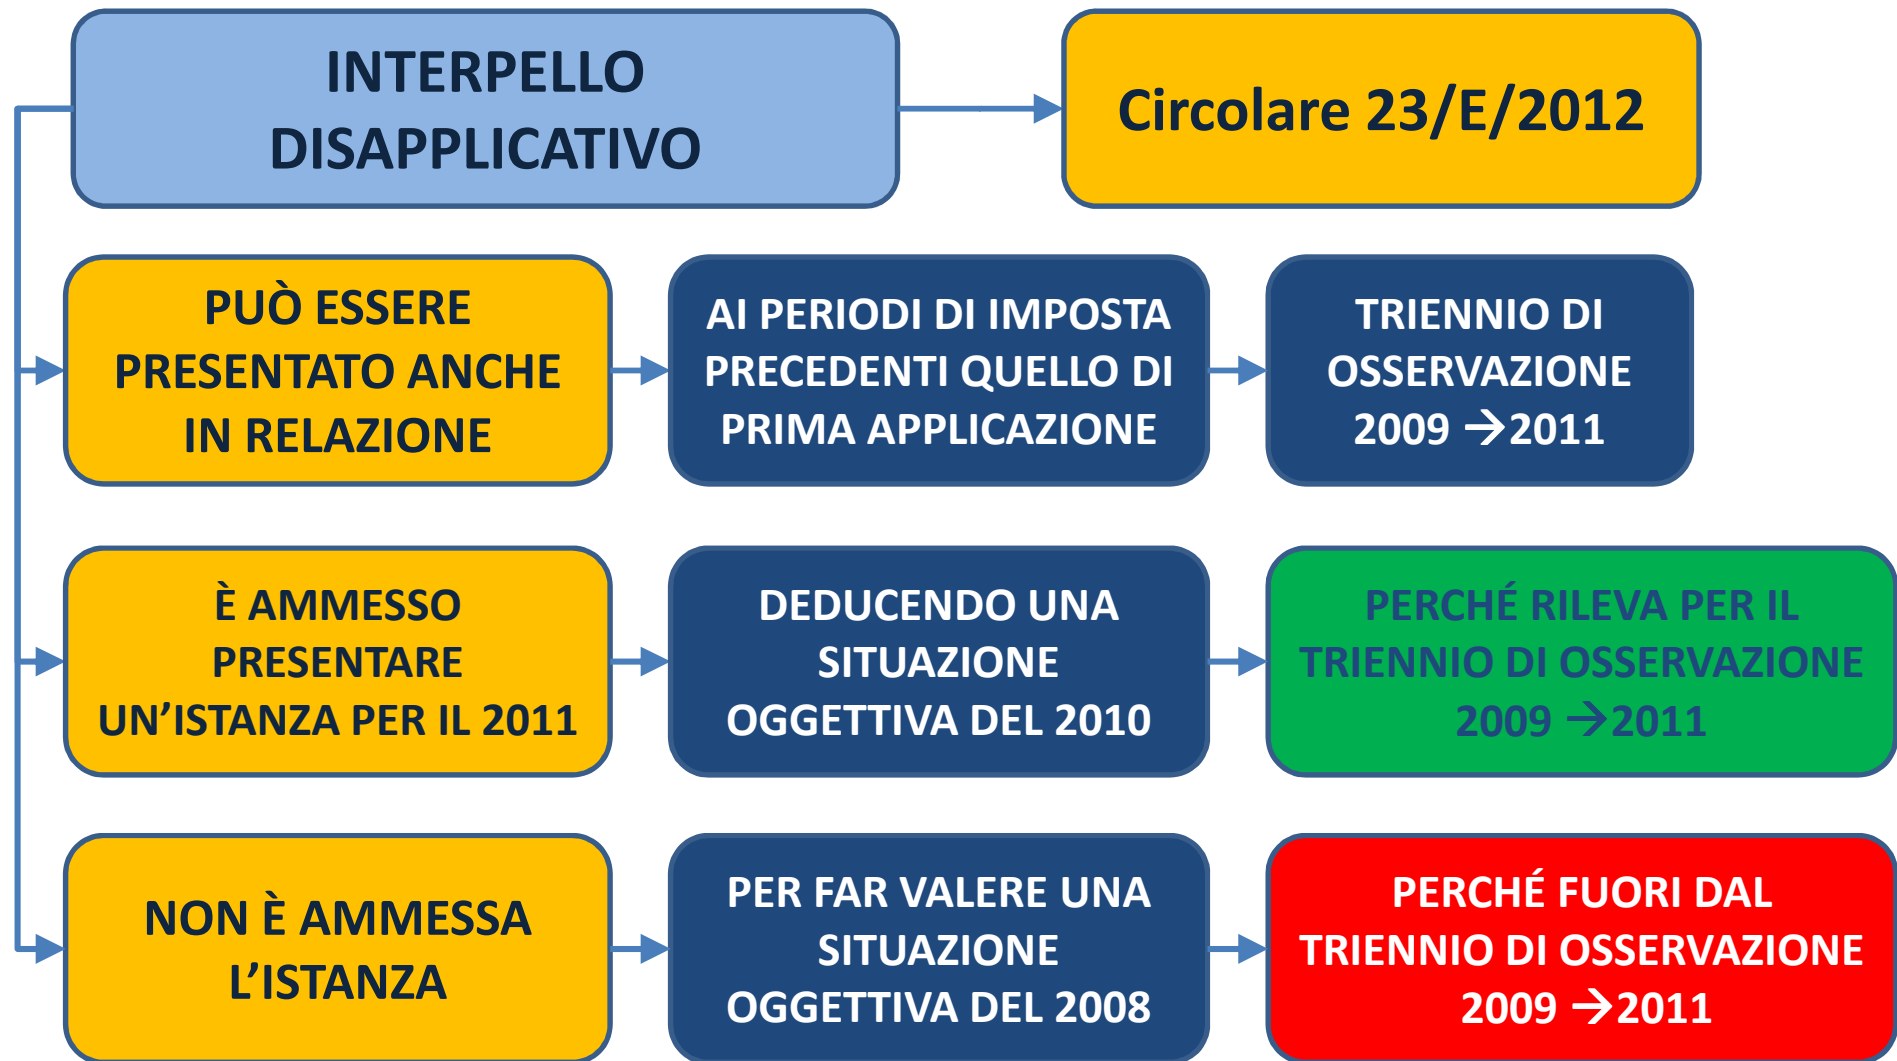 INTERPELLO
DISAPPLICATIVO
Circolare 23/E/2012
PUÒ ESSERE
PRESENTATO ANCHE
IN RELAZIONE
AI PERIODI DI IMPOSTA
PRECEDENTI QUELLO DI
PRIMA APPLICAZIONE
TRIENNIO DI
OSSERVAZIONE
2009 →2011
È AMMESSO
PRESENTARE
UN’ISTANZA PER IL 2011
DEDUCENDO UNA
SITUAZIONE
OGGETTIVA DEL 2010
PERCHÉ RILEVA PER IL
TRIENNIO DI OSSERVAZIONE
2009 →2011
NON È AMMESSA
L’ISTANZA
PER FAR VALERE UNA
SITUAZIONE
OGGETTIVA DEL 2008
PERCHÉ FUORI DAL
TRIENNIO DI OSSERVAZIONE
2009 →2011